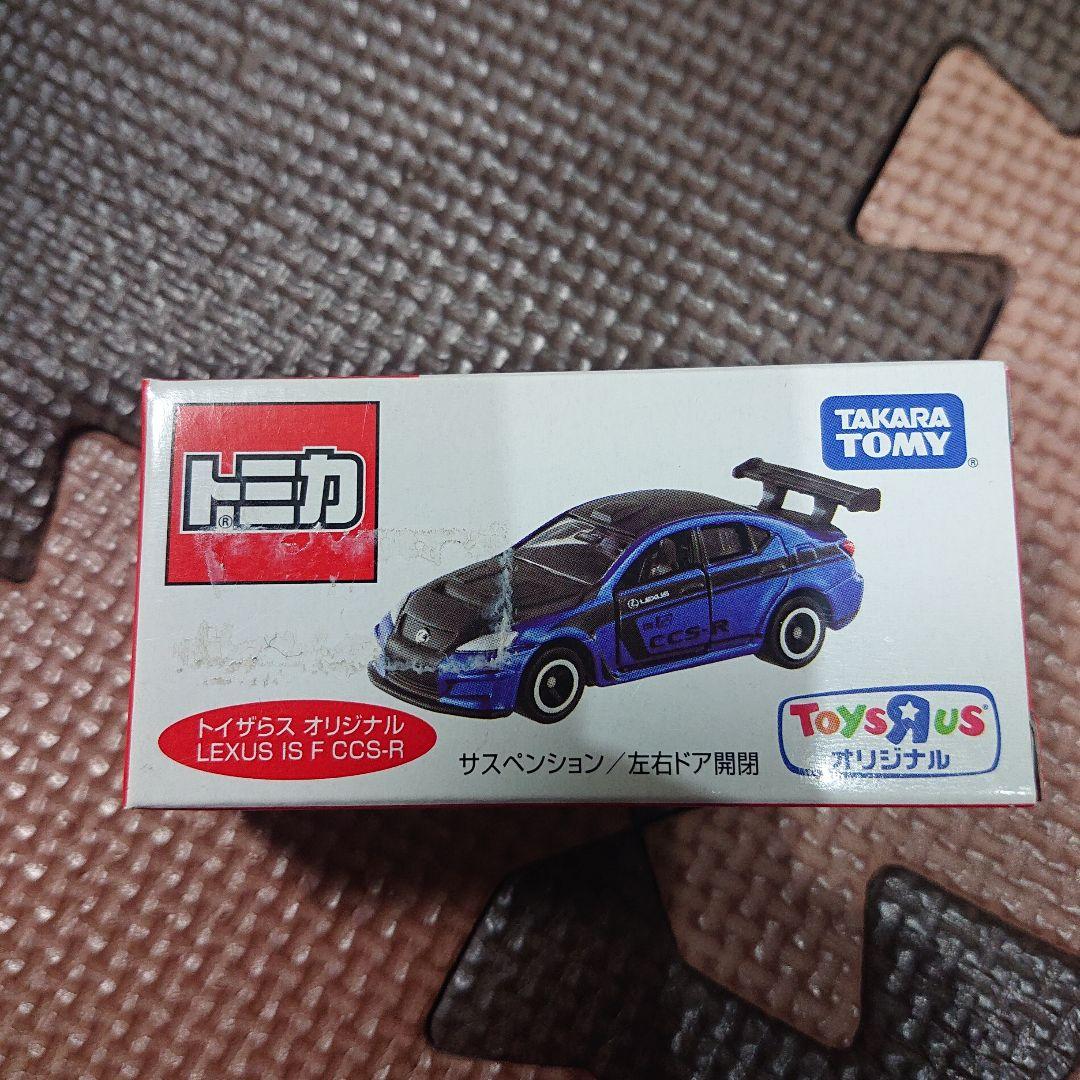 トミカ
®
TAKARA
TOMY
®
LEXUS
CCS-R
トイザらス オリジナル
LEXUS IS F CCS-R
サスペンション/左右ドア開閉
ToysЯUs
®
オリジナル